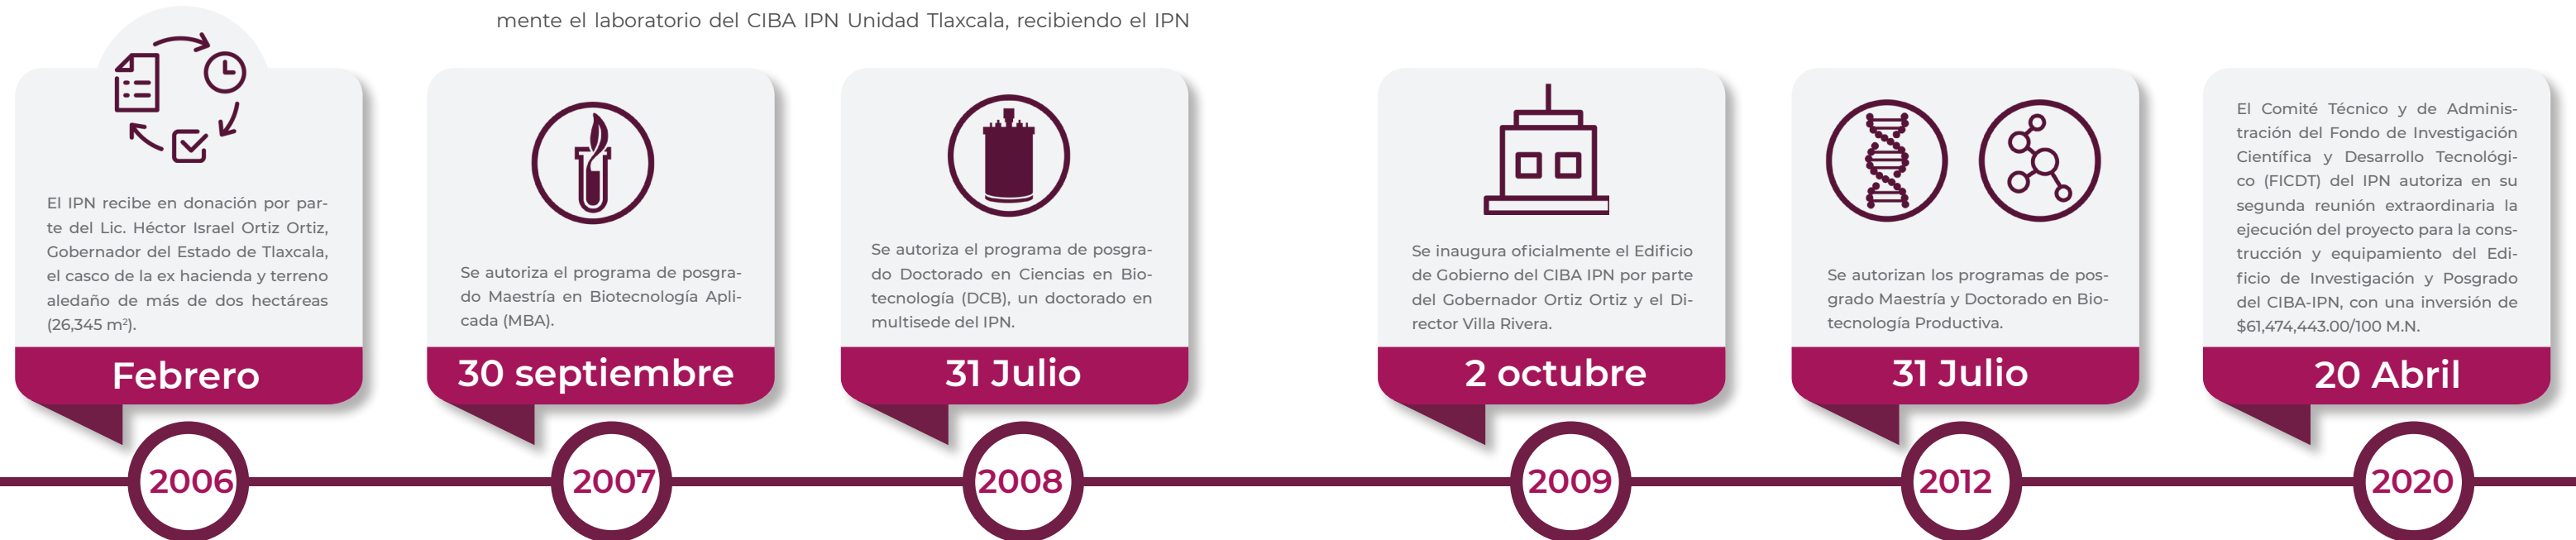 mente el laboratorio del CIBA IPN Unidad Tlaxcala, recibiendo el IPN
El IPN recibe en donación por par-
te del Lic. Héctor Israel Ortiz Ortiz,
Gobernador del Estado de Tlaxcala,
el casco de la ex hacienda y terreno
aledaño de más de dos hectáreas
(26,345 m²).
Febrero
2006
Se autoriza el programa de posgra-
do Maestría en Biotecnología Apli-
cada (MBA).
30 septiembre
2007
Se autoriza el programa de posgra-
do Doctorado en Ciencias en Bio-
tecnología (DCB), un doctorado en
multisede del IPN.
31 Julio
2008
Se inaugura oficialmente el Edificio
de Gobierno del CIBA IPN por parte
del Gobernador Ortiz Ortiz y el Di-
rector Villa Rivera.
2 octubre
2009
Se autorizan los programas de pos-
grado Maestría y Doctorado en Bio-
tecnología Productiva.
31 Julio
2012
El Comité Técnico y de Adminis-
tración del Fondo de Investigación
Científica y Desarrollo Tecnológi-
co (FICDT) del IPN autoriza en su
segunda reunión extraordinaria la
ejecución del proyecto para la cons-
trucción y equipamiento del Edi-
ficio de Investigación y Posgrado
del CIBA-IPN, con una inversión de
$61,474,443.00/100 M.N.
20 Abril
2020